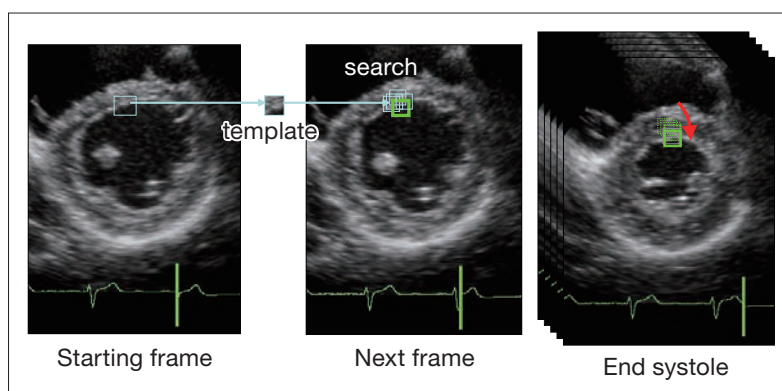 search
template
Starting frame
Next frame
End systole